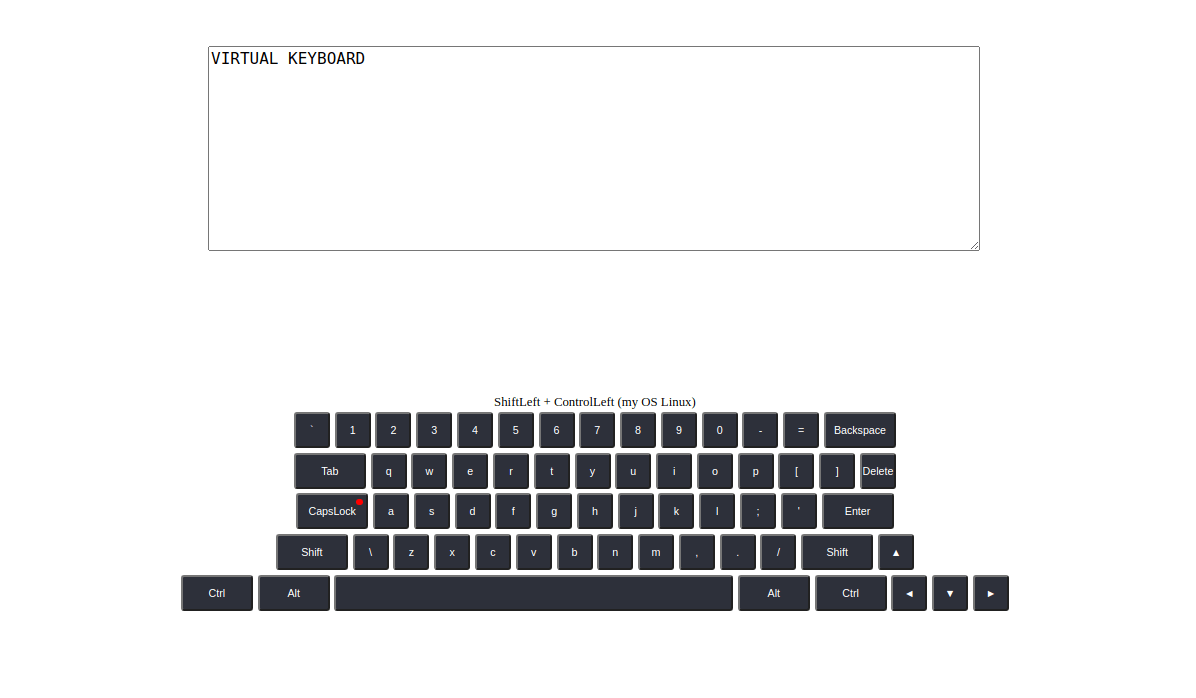 VIRTUAL KEYBOARD
ShiftLeft + ControlLeft (my OS Linux)
` 1 2 3 4 5 6 7 8 9 0 - = Backspace
Tab q w e r t y u i o p [ ] Delete
CapsLock a s d f g h j k l ; ' Enter
Shift \ z x c v b n m , . / Shift ▲
Ctrl Alt Alt Ctrl ◄ ▼ ►